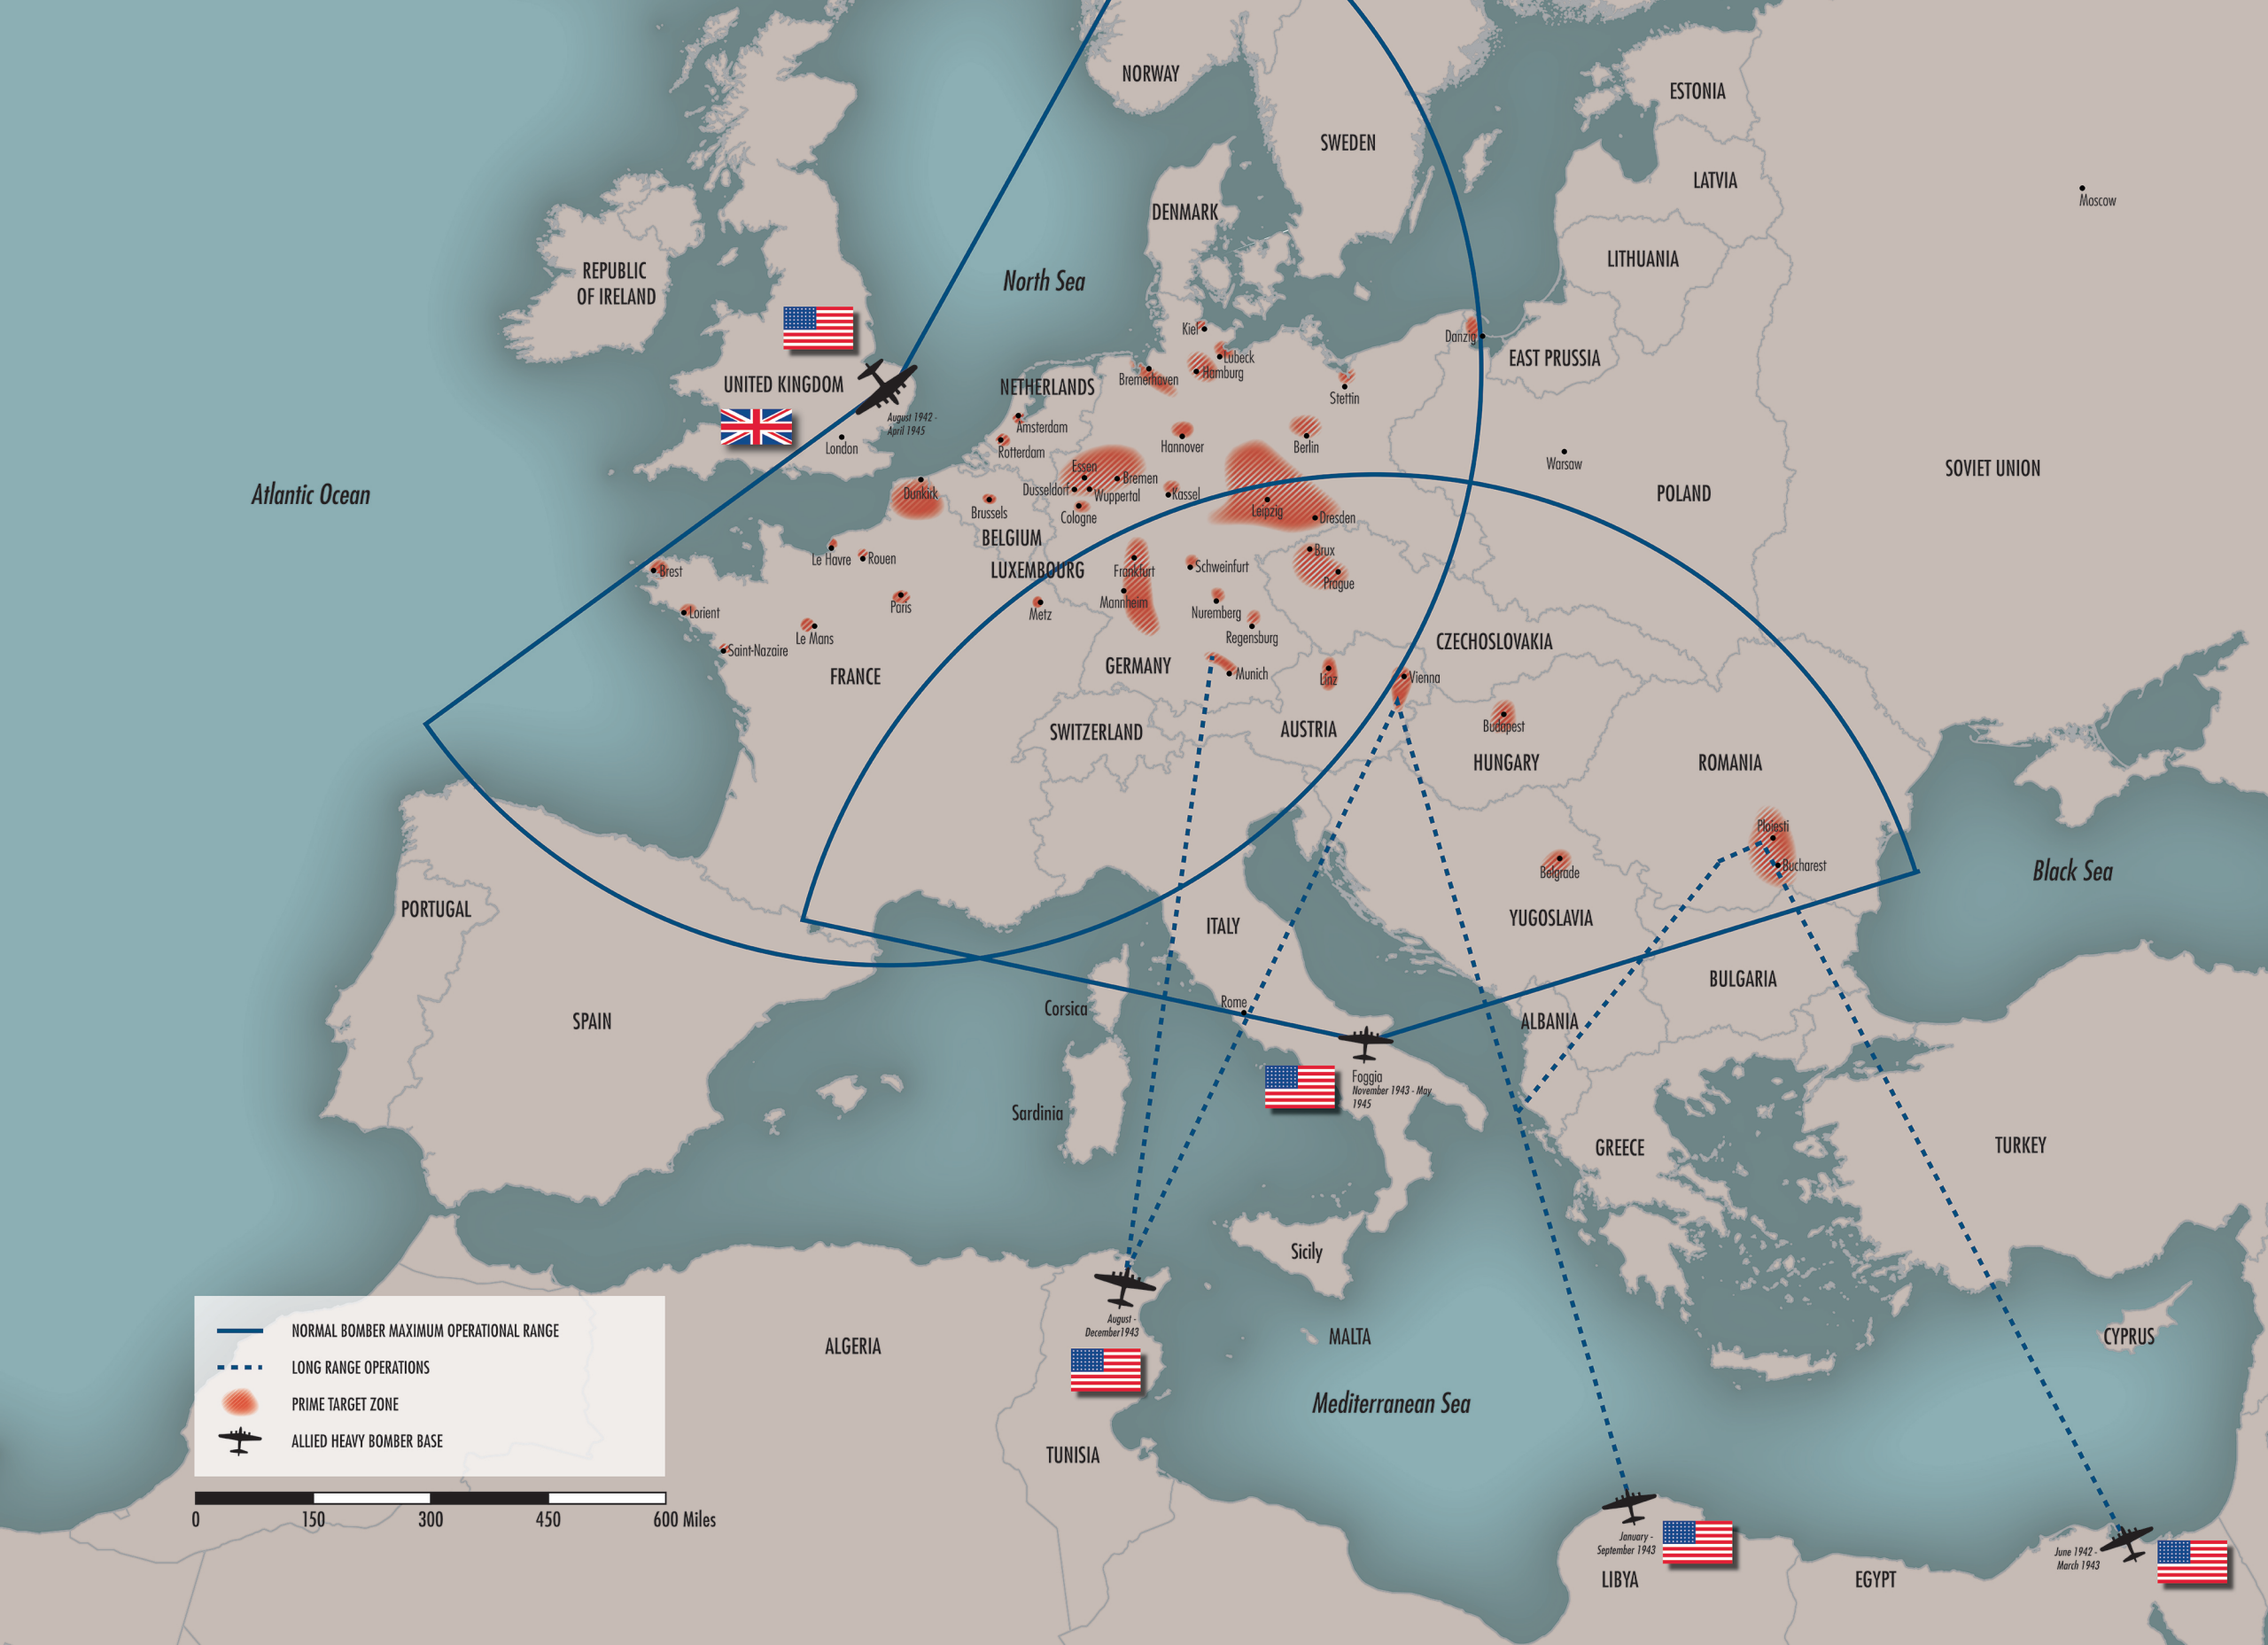 NORWAY
ESTONIA
SWEDEN
LATVIA
Moscow
DENMARK
LITHUANIA
REPUBLIC
OF IRELAND
North Sea
Kiel
Danzig
Lubeck
EAST PRUSSIA
Hamburg
Bremerhaven
UNITED KINGDOM
NETHERLANDS
Stettin
August 1942 -
April 1945
Amsterdam
London
Rotterdam
Hannover
Berlin
Warsaw
SOVIET UNION
Essen
Bremen
Atlantic Ocean
Dunkirk
Dusseldorf
Wuppertal
Kassel
POLAND
Brussels
Cologne
Leipzig
Dresden
BELGIUM
Le Havre
Rouen
Brux
LUXEMBOURG
Frankfurt
Schweinfurt
Brest
Prague
Paris
Mannheim
Lorient
Metz
Nuremberg
Le Mans
Regensburg
CZECHOSLOVAKIA
Saint-Nazaire
GERMANY
FRANCE
Munich
Linz
Vienna
SWITZERLAND
AUSTRIA
Budapest
HUNGARY
ROMANIA
Ploiesti
Bucharest
Belgrade
Black Sea
PORTUGAL
ITALY
YUGOSLAVIA
BULGARIA
Corsica
Rome
SPAIN
ALBANIA
Foggia
November 1943 - May
1945
Sardinia
GREECE
TURKEY
Sicily
August -
December1943
MALTA
CYPRUS
ALGERIA
Mediterranean Sea
TUNISIA
NORMAL BOMBER MAXIMUM OPERATIONAL RANGE
LONG RANGE OPERATIONS
PRIME TARGET ZONE
ALLIED HEAVY BOMBER BASE
0 150 300 450 600 Miles
January -
September 1943
June 1942 -
March 1943
LIBYA
EGYPT